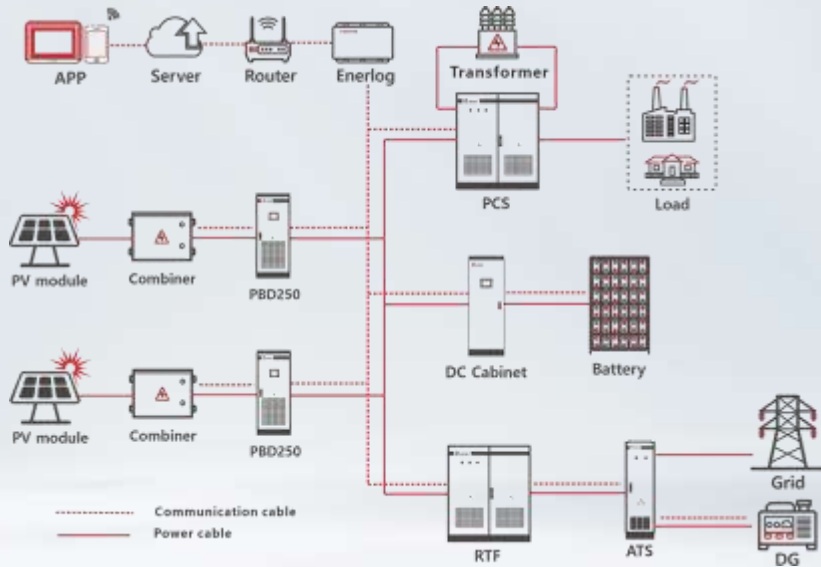 APP
Server
Router
Enerlog
Transformer
PCS
Load
PV module
Combiner
PBD250
DC Cabinet
Battery
PV module
Combiner
PBD250
RTF
ATS
Grid
DG
Communication cable
Power cable